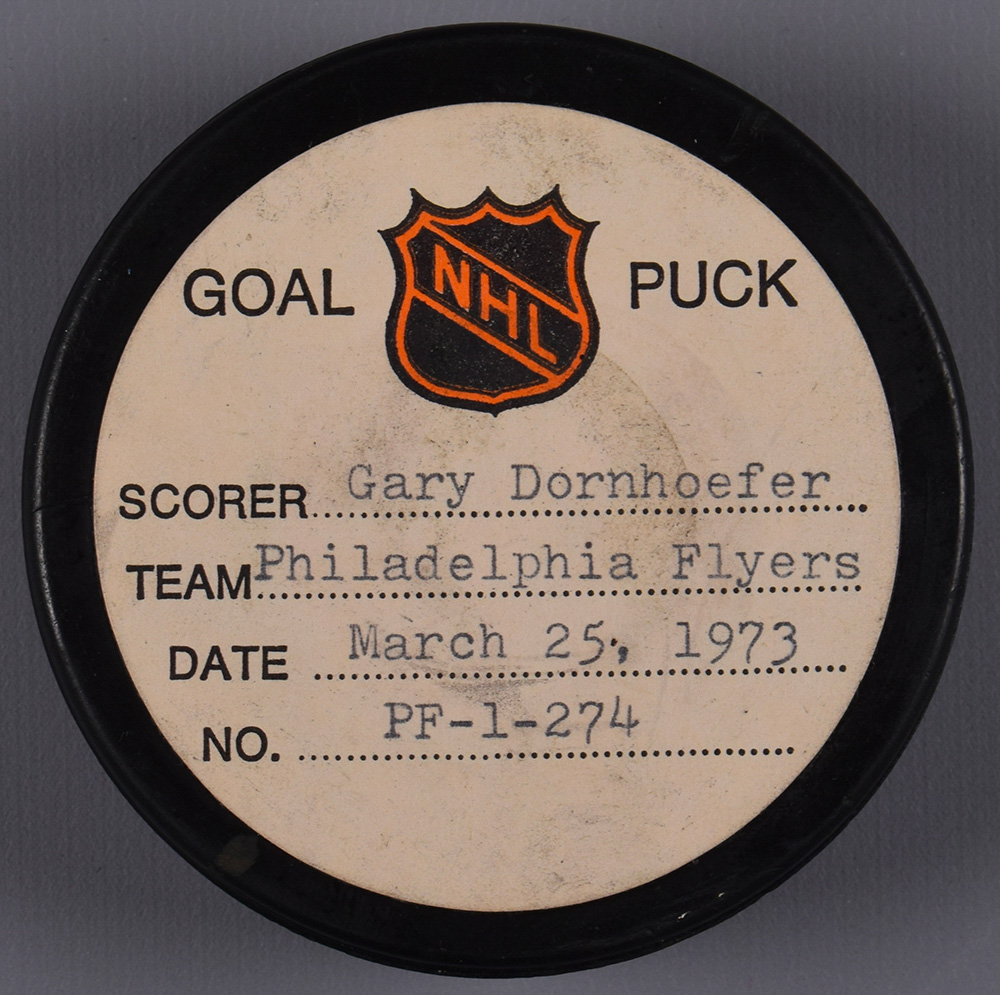 GOAL NHL PUCK
SCORER Gary Dornhoefer
TEAM Philadelphia Flyers
DATE March 25, 1973
NO. PF-1-274